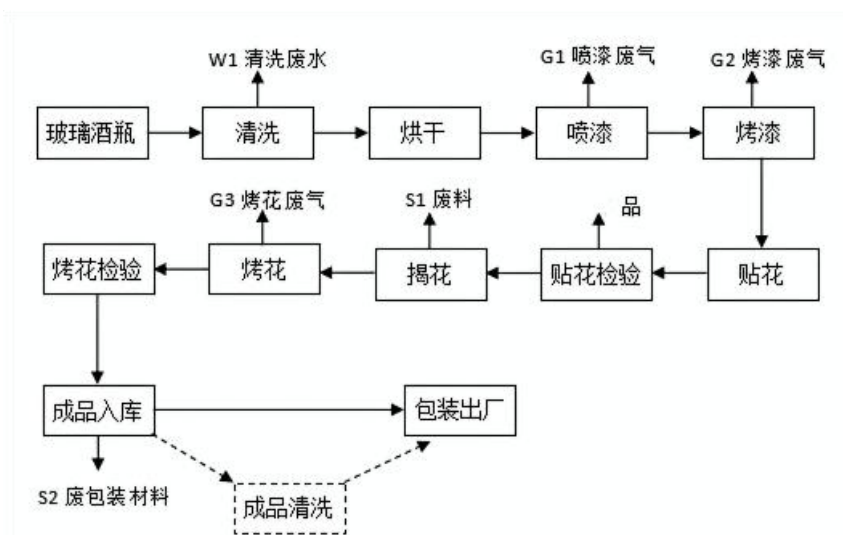 W1 清洗废水
G1 喷漆废气
G2 烤漆废气
玻璃酒瓶
清洗
烘干
喷漆
烤漆
G3 烤花废气
S1 废料
品
烤花检验
烤花
揭花
贴花检验
贴花
成品入库
包装出厂
S2 废包装材料
成品清洗